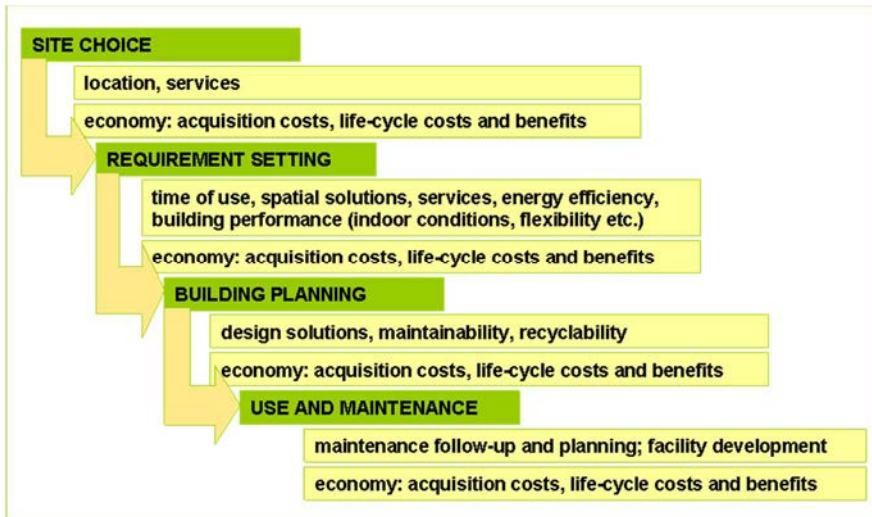 SITE CHOICE
location, services
economy: acquisition costs, life-cycle costs and benefits
REQUIREMENT SETTING
time of use, spatial solutions, services, energy efficiency,
building performance (indoor conditions, flexibility etc.)
economy: acquisition costs, life-cycle costs and benefits
BUILDING PLANNING
design solutions, maintainability, recyclability
economy: acquisition costs, life-cycle costs and benefits
USE AND MAINTENANCE
maintenance follow-up and planning; facility development
economy: acquisition costs, life-cycle costs and benefits